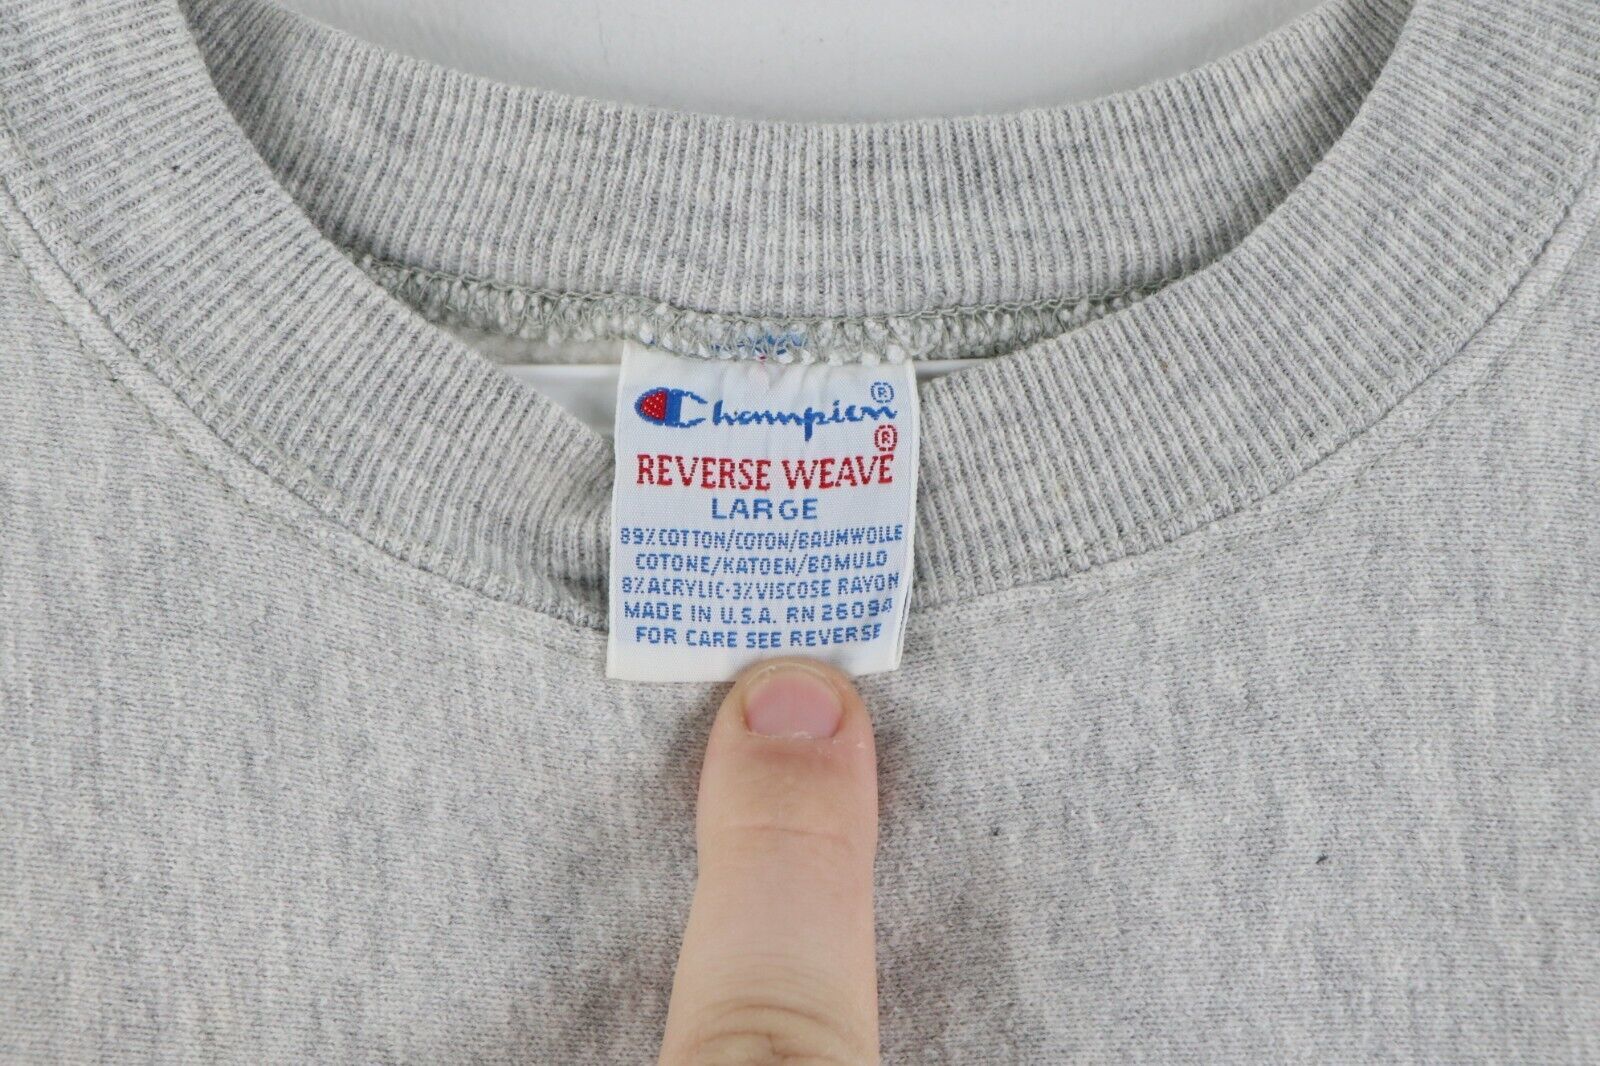 Champion®
REVERSE WEAVE®
LARGE
89%COTTON/COTON/BAUMWOLLE
COTONE/KATOEN/BOMULD
8%ACRYLIC·3%VISCOSE RAYON
MADE IN U.S.A. RN 26094
FOR CARE SEE REVERSE